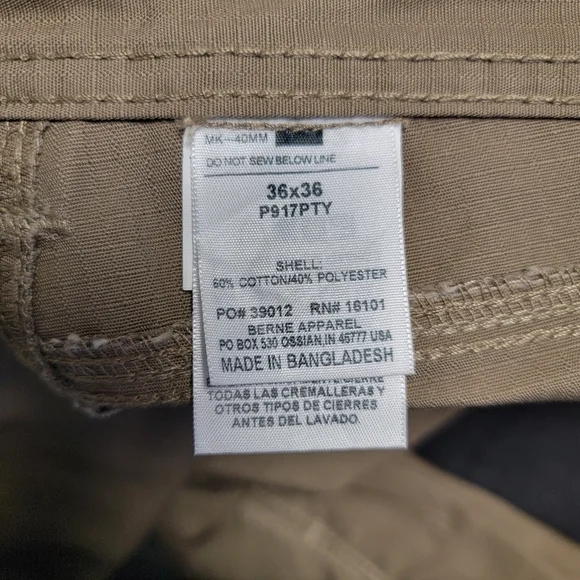 MK-40MM
DO NOT SEW BELOW LINE
36x36
P917PTY
SHELL:
60% COTTON/40% POLYESTER
PO# 39012 RN# 16101
BERNE APPAREL
PO BOX 530 OSSIAN, IN 46777 USA
MADE IN BANGLADESH
CIERRE
TODAS LAS CREMALLERAS Y
OTROS TIPOS DE CIERRES
ANTES DEL LAVADO.